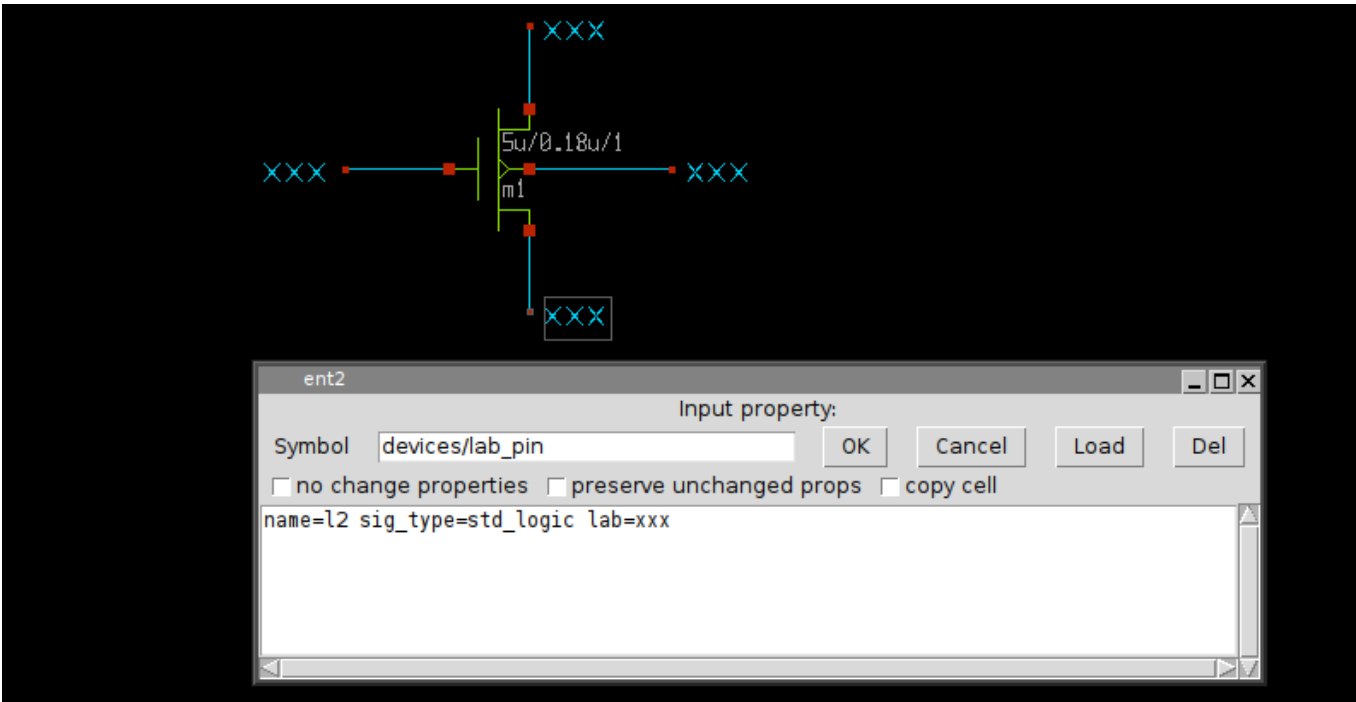 xxx
5u/0.18u/1
xxx
xxx
m1
xxx
ent2
Input property:
Symbol devices/lab_pin OK Cancel Load Del
no change properties preserve unchanged props copy cell
name=l2 sig_type=std_logic lab=xxx